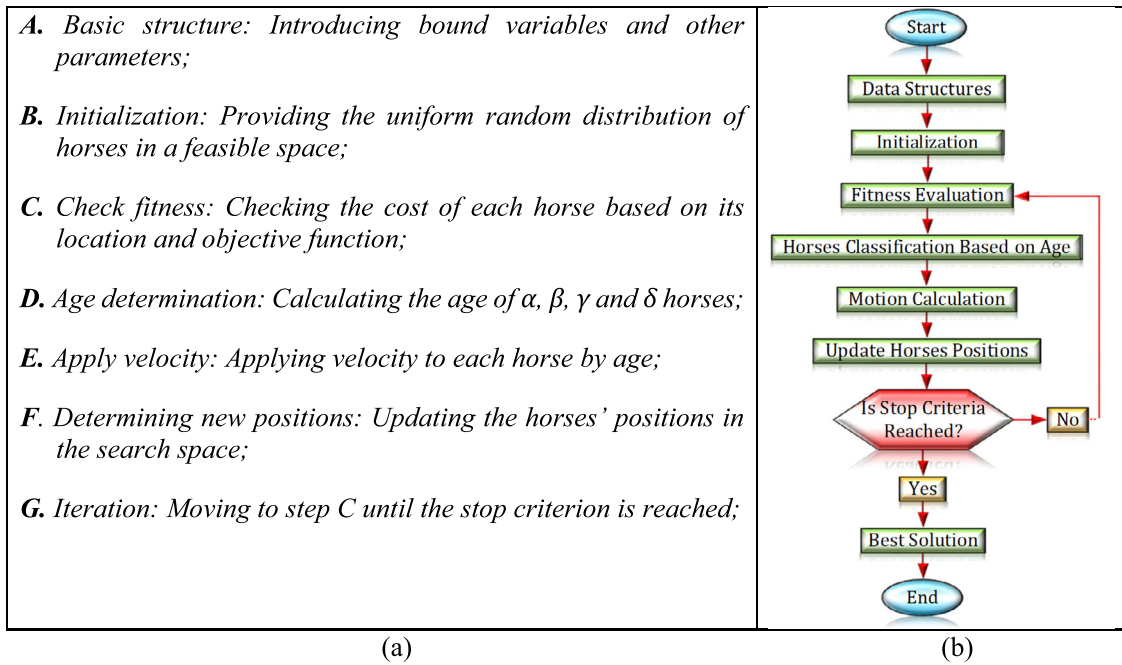 A. Basic structure: Introducing bound variables and other
parameters;
B. Initialization: Providing the uniform random distribution of
horses in a feasible space;
C. Check fitness: Checking the cost of each horse based on its
location and objective function;
D. Age determination: Calculating the age of α, β, γ and δ horses;
E. Apply velocity: Applying velocity to each horse by age;
F. Determining new positions: Updating the horses’ positions in
the search space;
G. Iteration: Moving to step C until the stop criterion is reached;
(a)
Start
Data Structures
Initialization
Fitness Evaluation
Horses Classification Based on Age
Motion Calculation
Update Horses Positions
Is Stop Criteria
Reached?
No
Yes
Best Solution
End
(b)